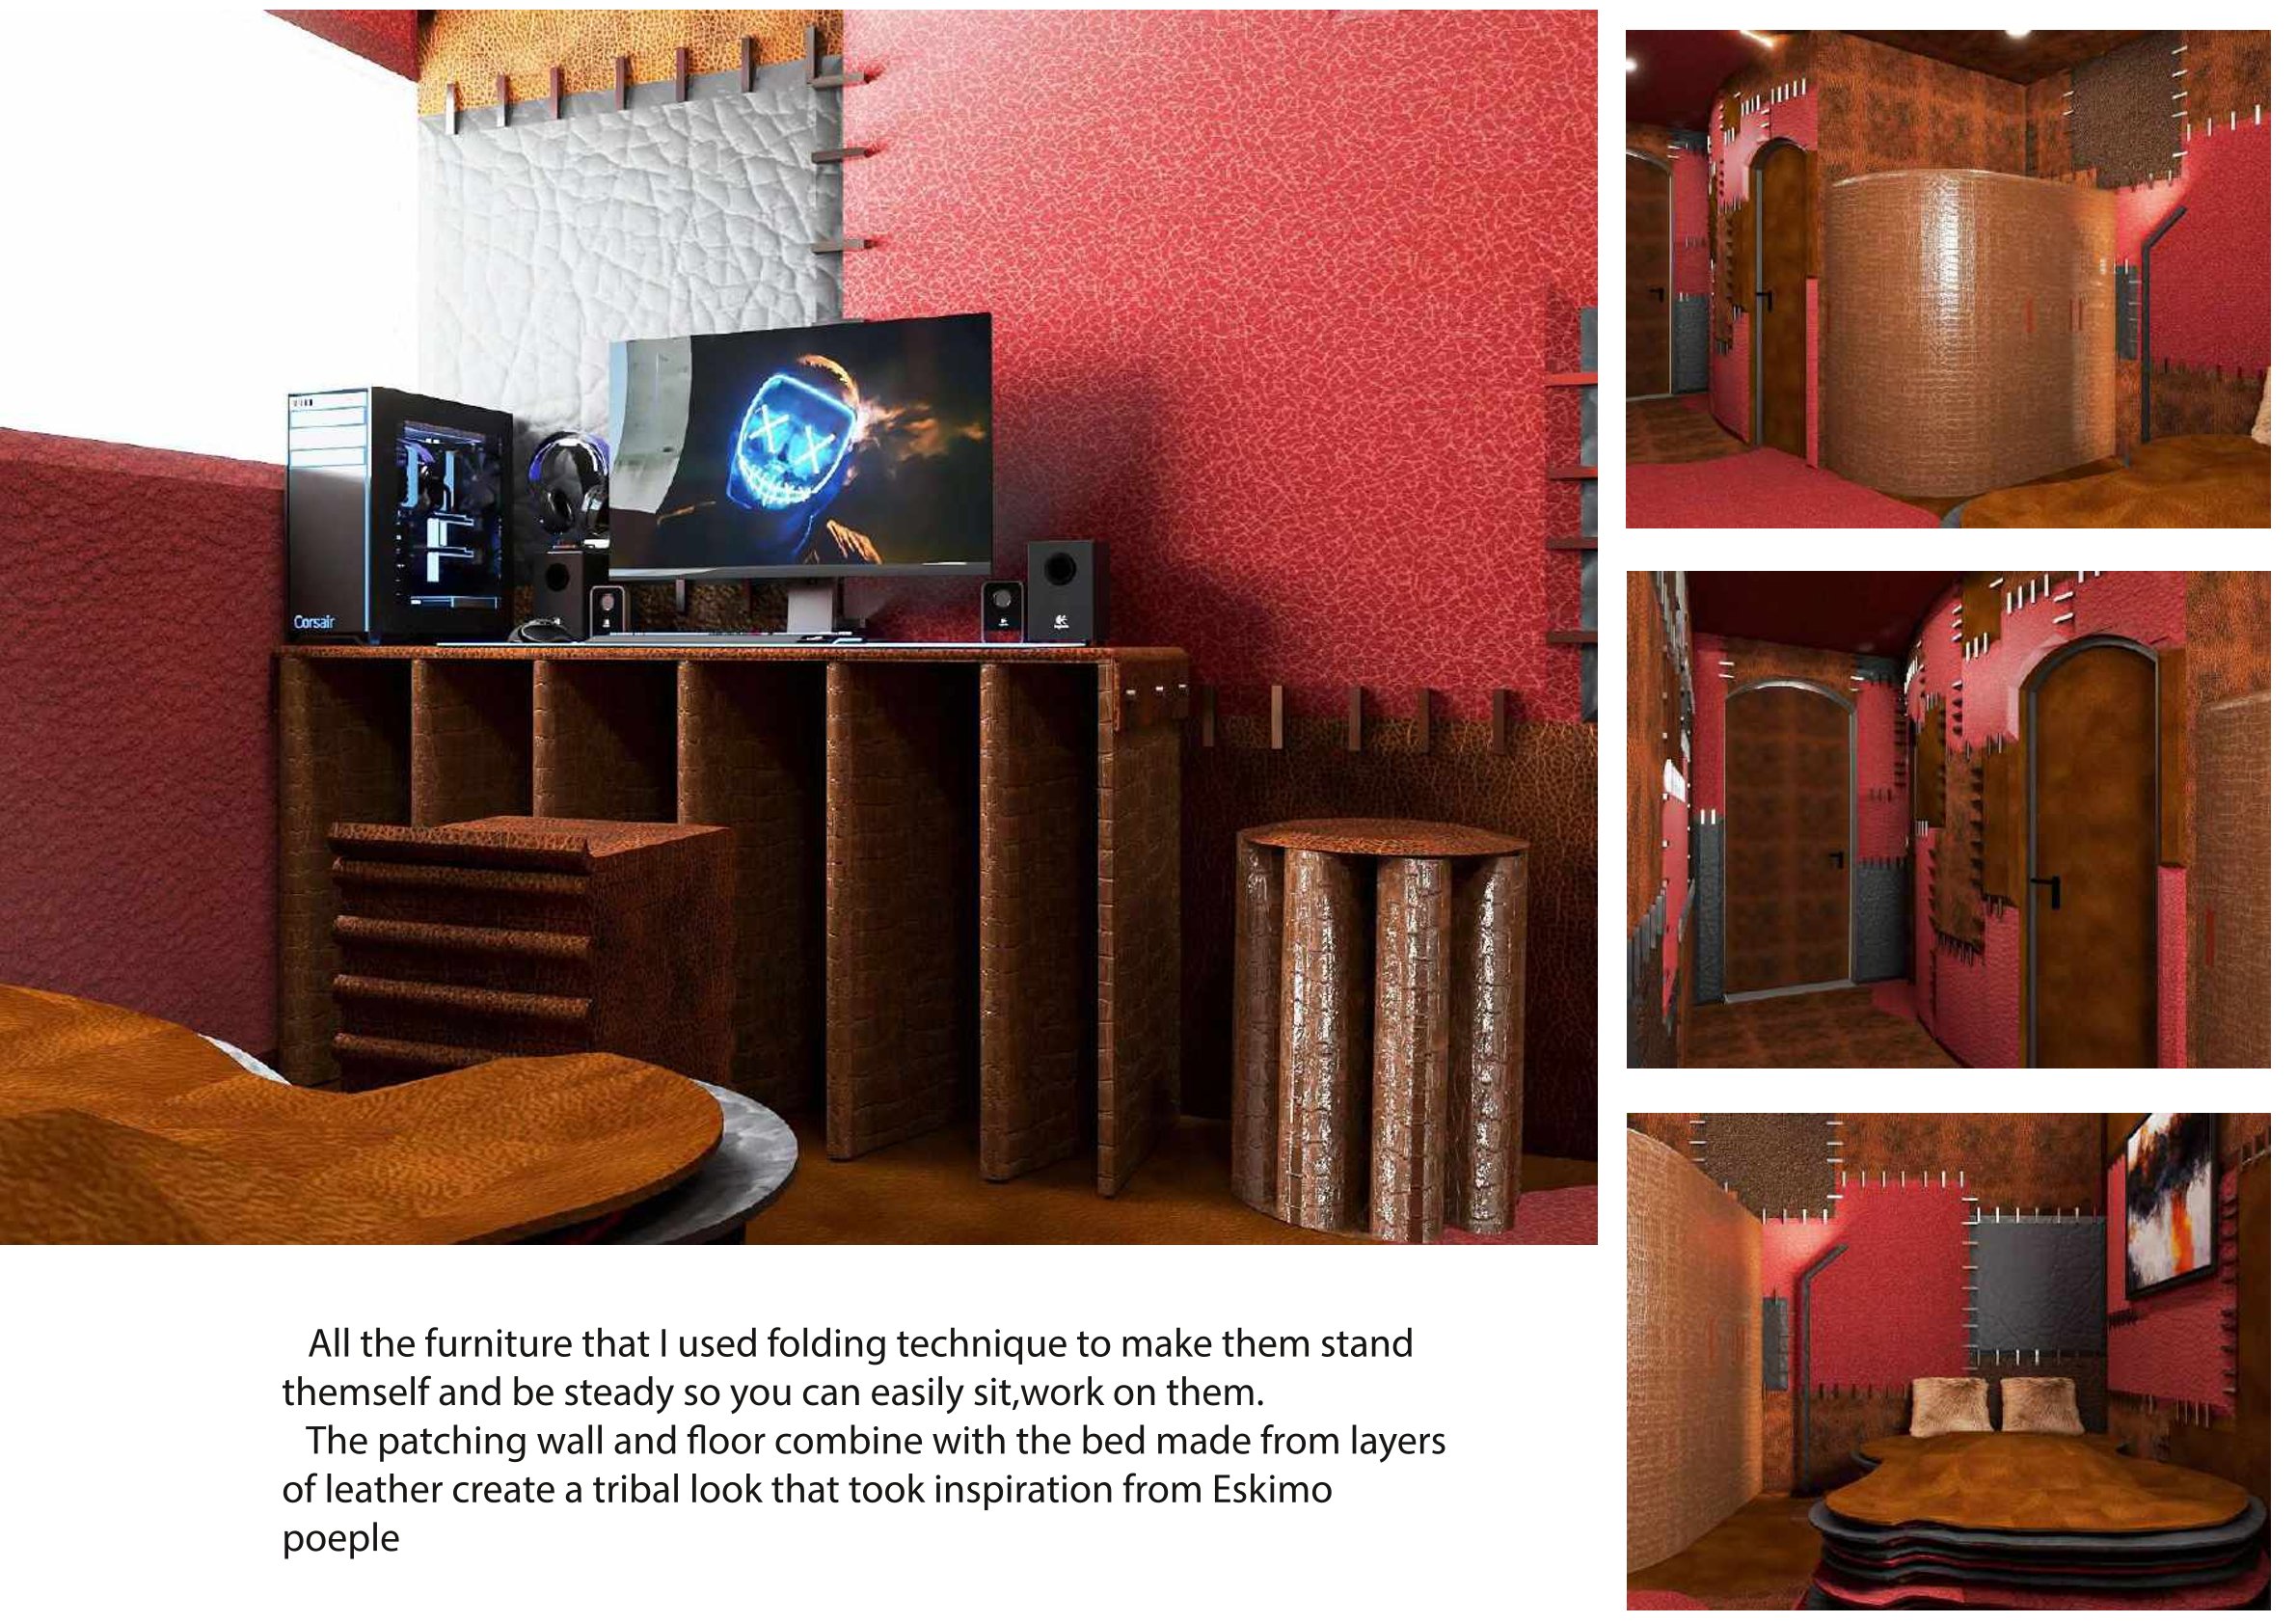 Corsair
All the furniture that I used folding technique to make them stand
themself and be steady so you can easily sit,work on them.
The patching wall and floor combine with the bed made from layers
of leather create a tribal look that took inspiration from Eskimo
poeple